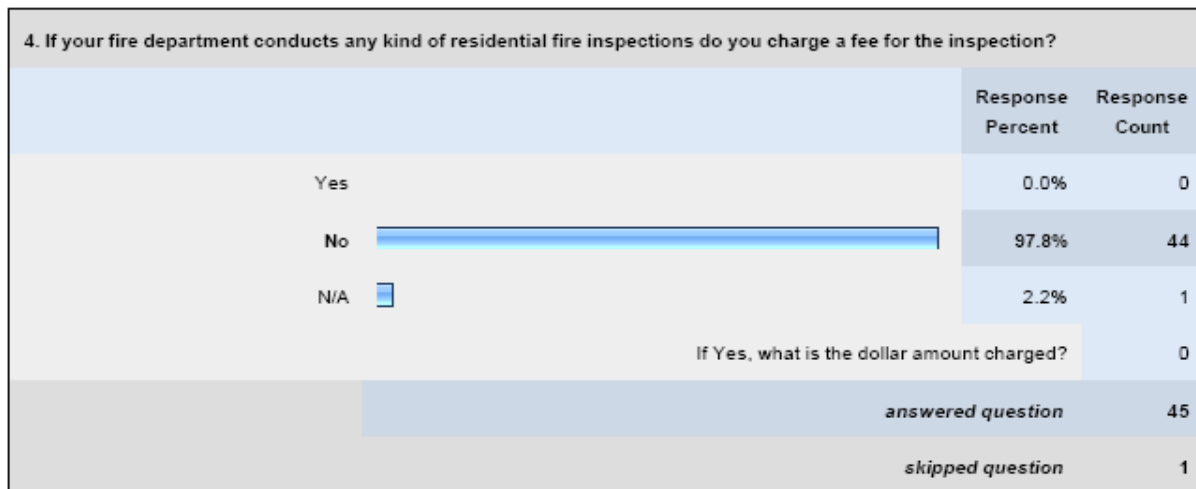 4. If your fire department conducts any kind of residential fire inspections do you charge a fee for the inspection?
Response Percent Response Count
Yes 0.0% 0
No 97.8% 44
N/A 2.2% 1
If Yes, what is the dollar amount charged? 0
answered question 45
skipped question 1